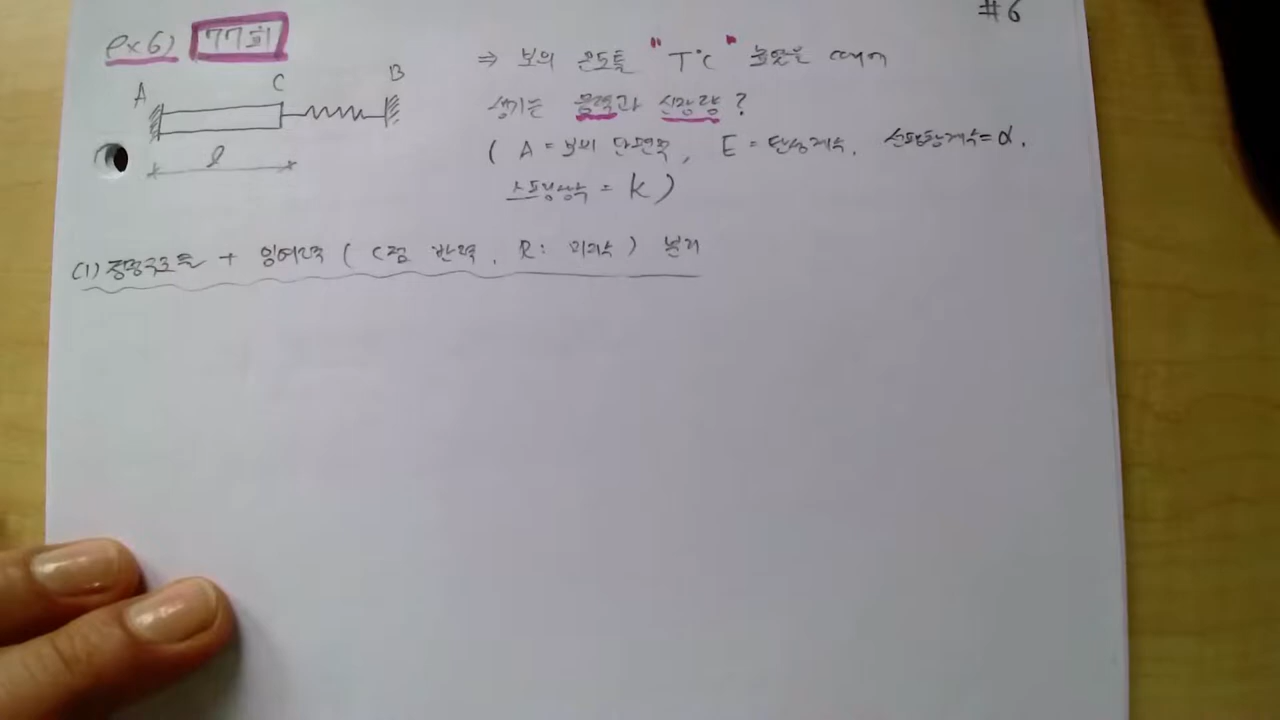 #6
ex6) 77회
⇒ 보의 온도를 "T℃" 높였을 때에
A C B
생기는 응력과 신장량?
l
( A = 보의 단면적, E = 탄성계수, 선팽창계수 = α,
스프링상수 = k )
(1) 정정구조물 + 잉여력 ( C점 반력, R: 미지수 ) 분리